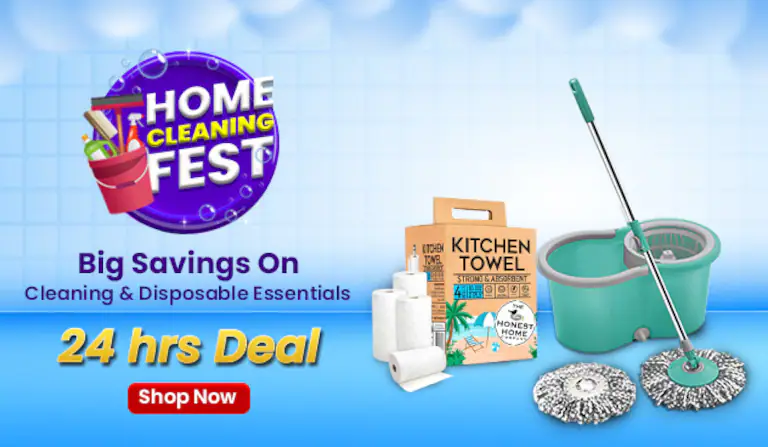 HOME
CLEANING
FEST
Big Savings On
Cleaning & Disposable Essentials
24 hrs Deal
Shop Now
KITCHEN
TOWEL
KITCHEN
TOWEL
STRONG & ABSORBENT
THE
HONEST
HOME
COMPANY